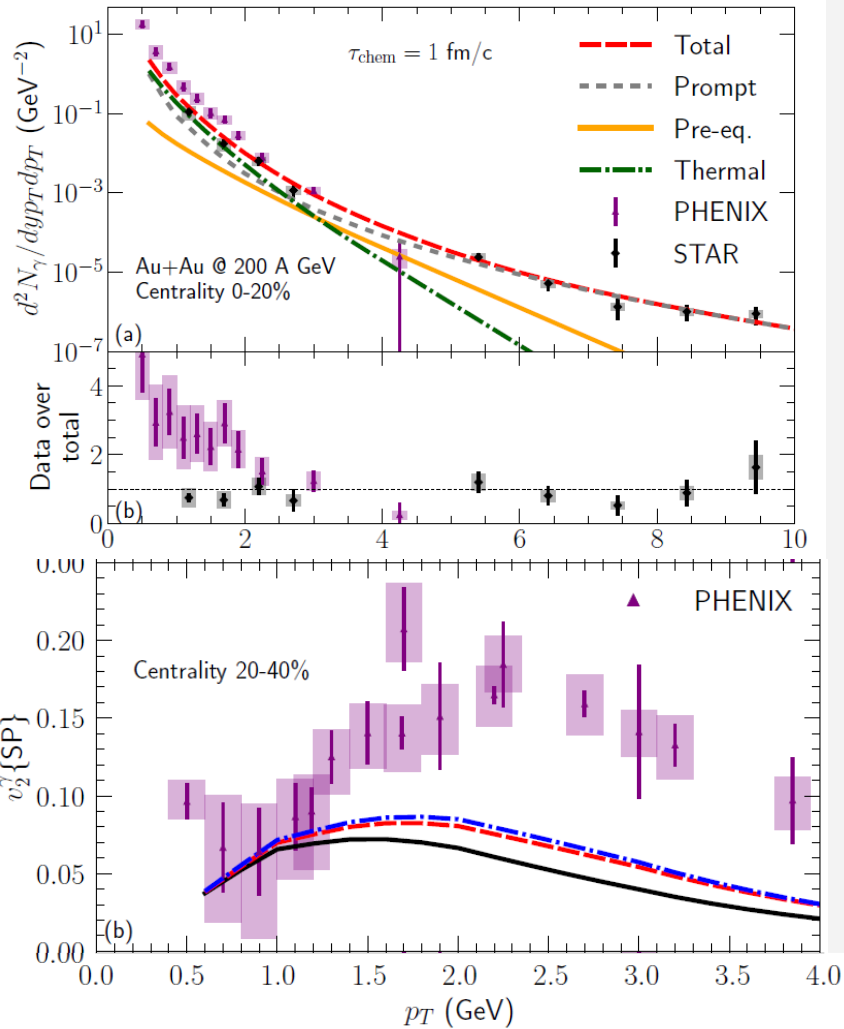 10^1
10^{-1}
10^{-3}
10^{-5}
10^{-7}
d^2N_γ/dyp_Tdp_T (GeV^{-2})
τ_chem = 1 fm/c
Total
Prompt
Pre-eq.
Thermal
PHENIX
STAR
Au+Au @ 200 A GeV
Centrality 0-20%
(a)
Data over
total
4
2
0
(b)
0 2 4 6 8 10
0.00
0.20
0.15
0.10
0.05
0.00
v_2^γ{SP}
PHENIX
Centrality 20-40%
(b)
0.0 0.5 1.0 1.5 2.0 2.5 3.0 3.5 4.0
p_T (GeV)